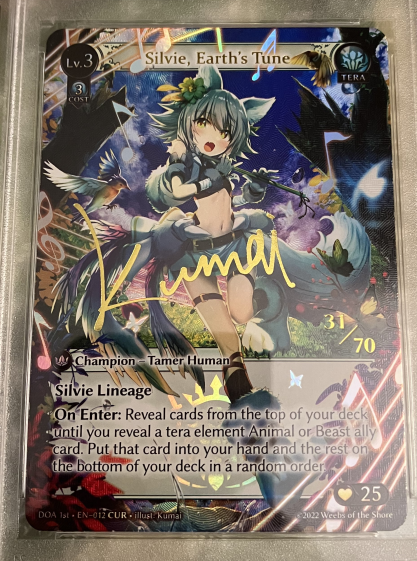 Lv.3
Silvie, Earth's Tune
TERA
3
COST
Kumai
31/70
Champion – Tamer Human
Silvie Lineage
On Enter: Reveal cards from the top of your deck
until you reveal a tera element Animal or Beast ally
card. Put that card into your hand and the rest on
the bottom of your deck in a random order.
25
DOA 1st • EN-012 CUR • illust: Kumai
©2022 Weebs of the Shore